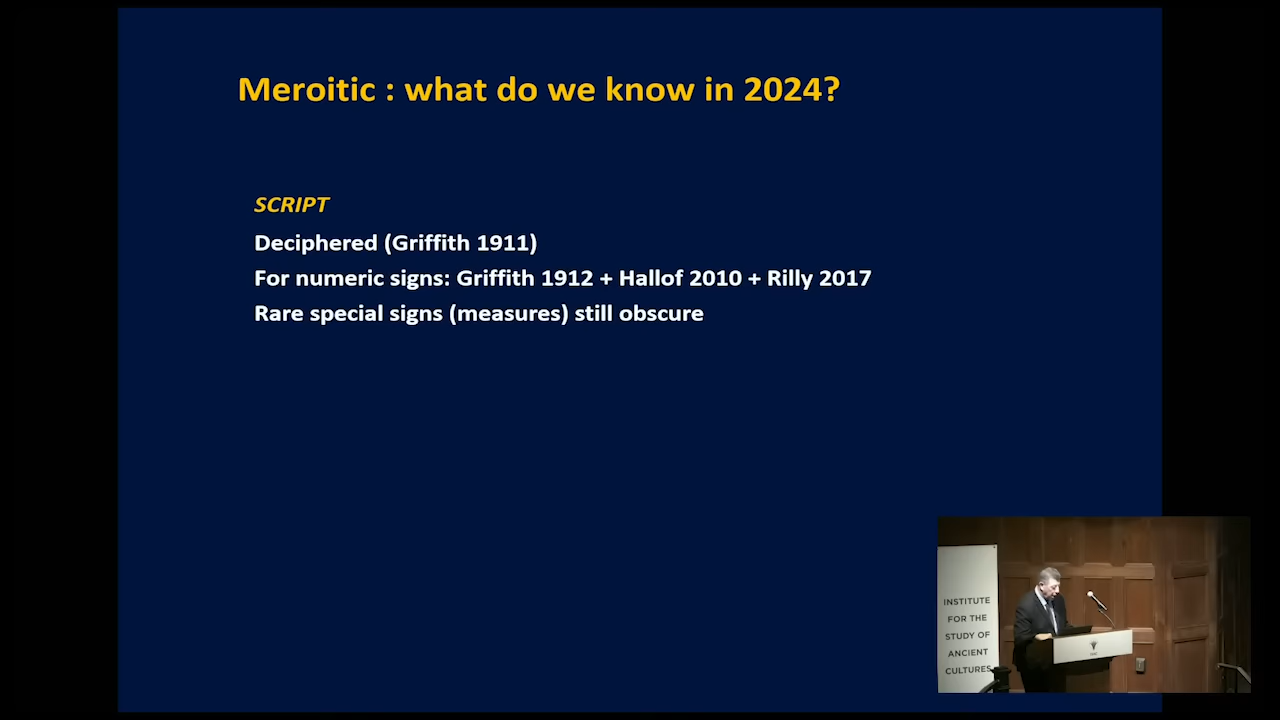 Meroitic : what do we know in 2024?
SCRIPT
Deciphered (Griffith 1911)
For numeric signs: Griffith 1912 + Hallof 2010 + Rilly 2017
Rare special signs (measures) still obscure
INSTITUTE
FOR THE
STUDY OF
ANCIENT
CULTURES